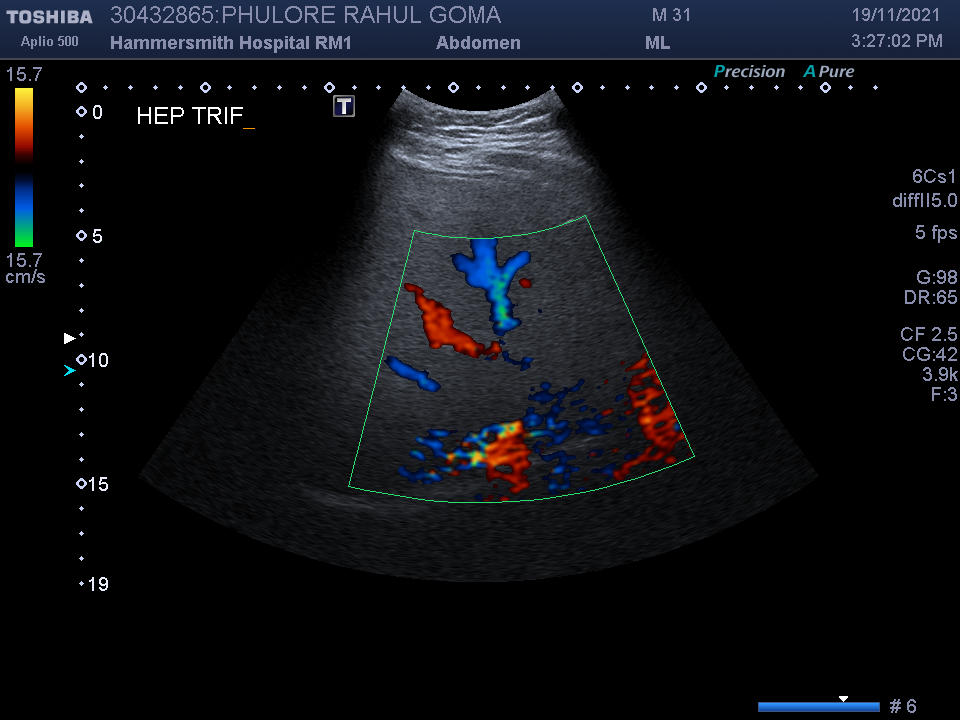 TOSHIBA 30432865:PHULORE RAHUL GOMA M 31 19/11/2021
Aplio 500 Hammersmith Hospital RM1 Abdomen ML 3:27:02 PM
Precision A Pure
15.7
HEP TRIF_
T
0
5
10
15
19
15.7
cm/s
6Cs1
diffII5.0
5 fps
G:98
DR:65
CF 2.5
CG:42
3.9k
F:3
# 6